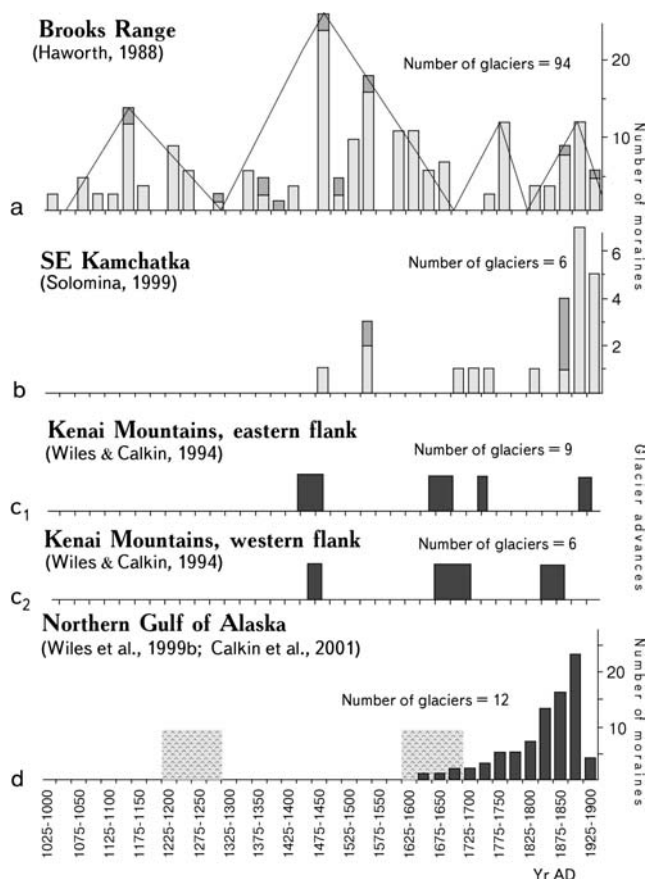 Brooks Range
(Haworth, 1988)
Number of glaciers = 94
20
10
Number of moraines
a
SE Kamchatka
(Solomina, 1999)
Number of glaciers = 6
6
4
2
b
Kenai Mountains, eastern flank
(Wiles & Calkin, 1994)
Number of glaciers = 9
c1
Kenai Mountains, western flank
(Wiles & Calkin, 1994)
Number of glaciers = 6
c2
Glacier advances
Northern Gulf of Alaska
(Wiles et al., 1999b; Calkin et al., 2001)
Number of glaciers = 12
20
10
Number of moraines
d
1025-1000
1075-1050
1125-1100
1175-1150
1225-1200
1275-1250
1325-1300
1375-1350
1425-1400
1475-1450
1525-1500
1575-1550
1625-1600
1675-1650
1725-1700
1775-1750
1825-1800
1875-1850
1925-1900
Yr AD